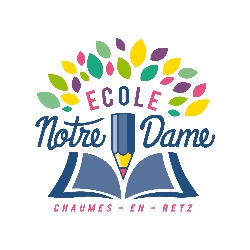 ECOLE
Notre Dame
CHAUMES - EN - RETZ